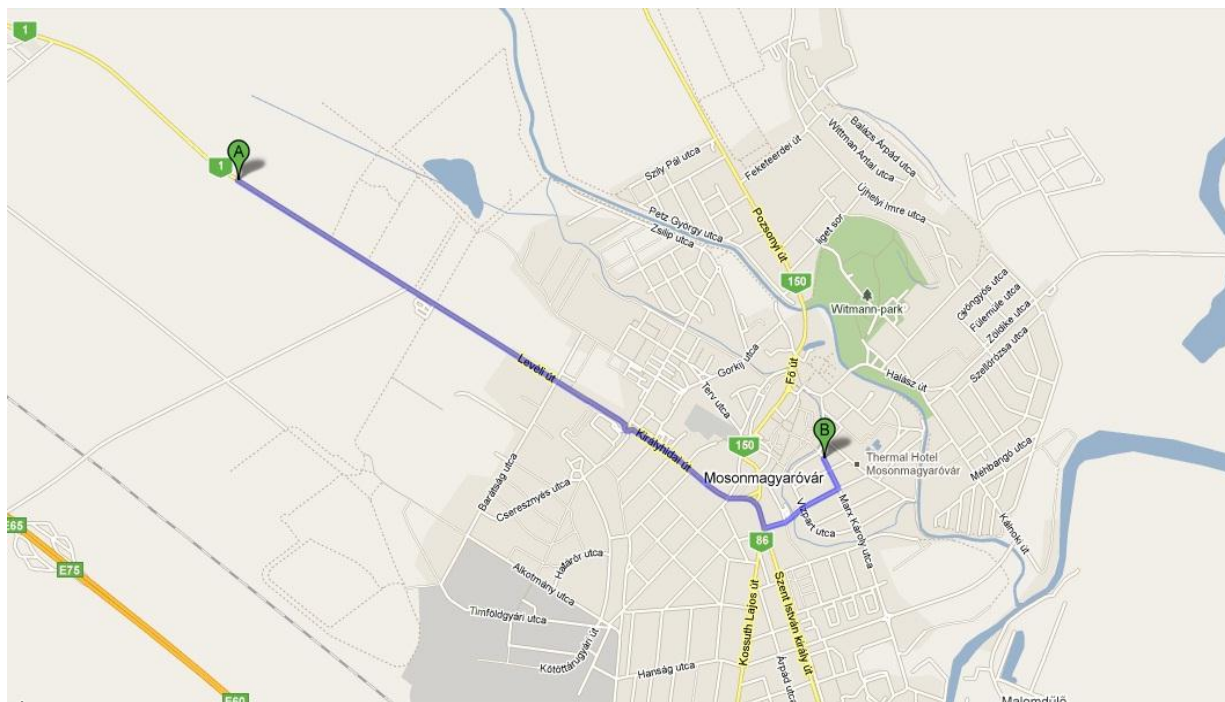 1
A
1
Balázs Árpád utca
Wittman Antal utca
Feketeerdei út
Szily Pál utca
Újhelyi Imre utca
Petz György utca
Zsilip utca
liget sor
Pozsonyi út
150
Witmann-park
Gyöngyös utca
Fülemüle utca
Zöldike utca
Szellőrózsa utca
Halász út
Gorkij utca
Fő út
Terv utca
Levéli út
Királyhidai út
150
B
Mosonmagyaróvár
Thermal Hotel
Mosonmagyaróvár
Méhbangó utca
Barátság utca
Cseresznyés utca
Vízpart utca
Marx Károly utca
Kálnoki út
86
E65
E75
Határőr utca
Alkotmány utca
Timföldgyári utca
Kötöttárugyári út
Kossuth Lajos út
Szent István király út
Hanság utca
Árpád utca
Malomdűlő
E60